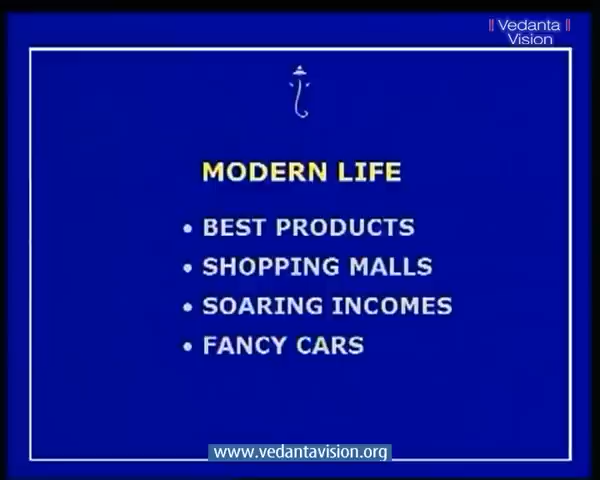 || Vedanta ||
Vision
MODERN LIFE
• BEST PRODUCTS
• SHOPPING MALLS
• SOARING INCOMES
• FANCY CARS
www.vedantavision.org